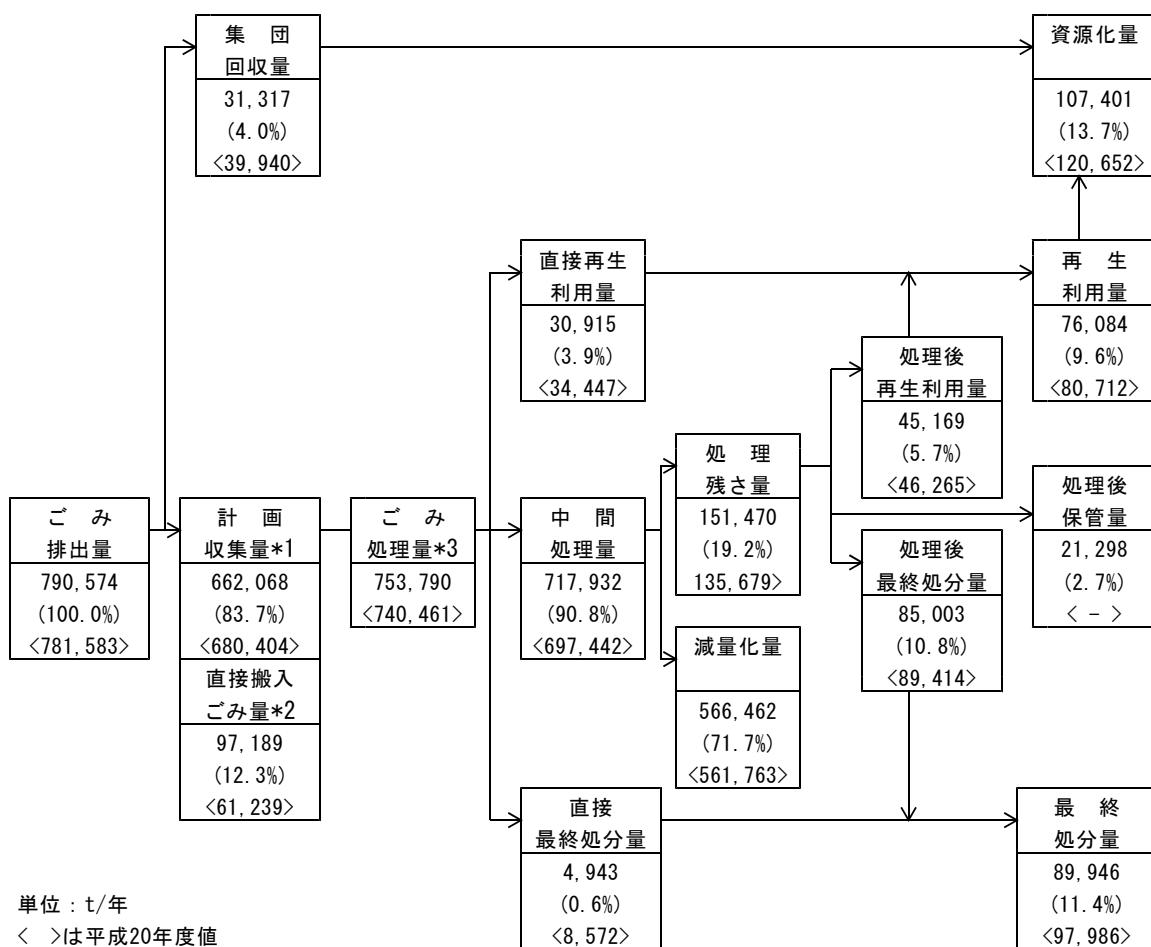 集　団
回収量
31,317
(4.0%)
<39,940>
資源化量
107,401
(13.7%)
<120,652>
直接再生
利用量
30,915
(3.9%)
<34,447>
再　生
利用量
76,084
(9.6%)
<80,712>
処理後
再生利用量
45,169
(5.7%)
<46,265>
処　理
残さ量
151,470
(19.2%)
135,679>
処理後
保管量
21,298
(2.7%)
< - >
ご　み
排出量
790,574
(100.0%)
<781,583>
計　画
収集量*1
662,068
(83.7%)
<680,404>
直接搬入
ごみ量*2
97,189
(12.3%)
<61,239>
ご　み
処理量*3
753,790
<740,461>
中　間
処理量
717,932
(90.8%)
<697,442>
処理後
最終処分量
85,003
(10.8%)
<89,414>
減量化量
566,462
(71.7%)
<561,763>
直接
最終処分量
4,943
(0.6%)
<8,572>
最　終
処分量
89,946
(11.4%)
<97,986>
単位：t/年
<　>は平成20年度値